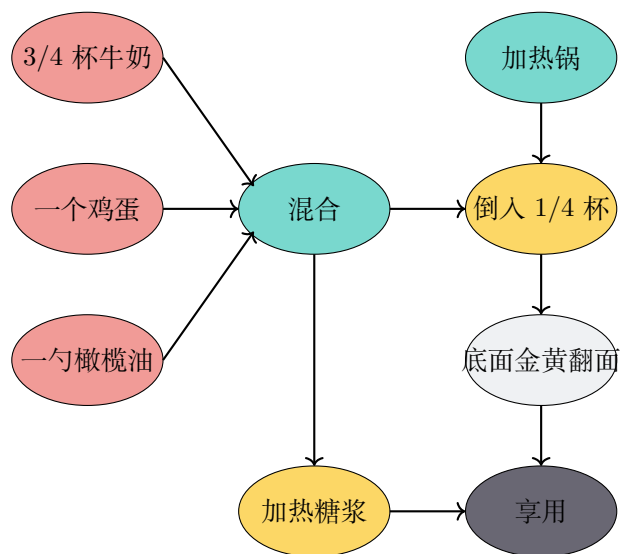 3/4 杯牛奶
加热锅
一个鸡蛋
混合
倒入 1/4 杯
一勺橄榄油
底面金黄翻面
加热糖浆
享用